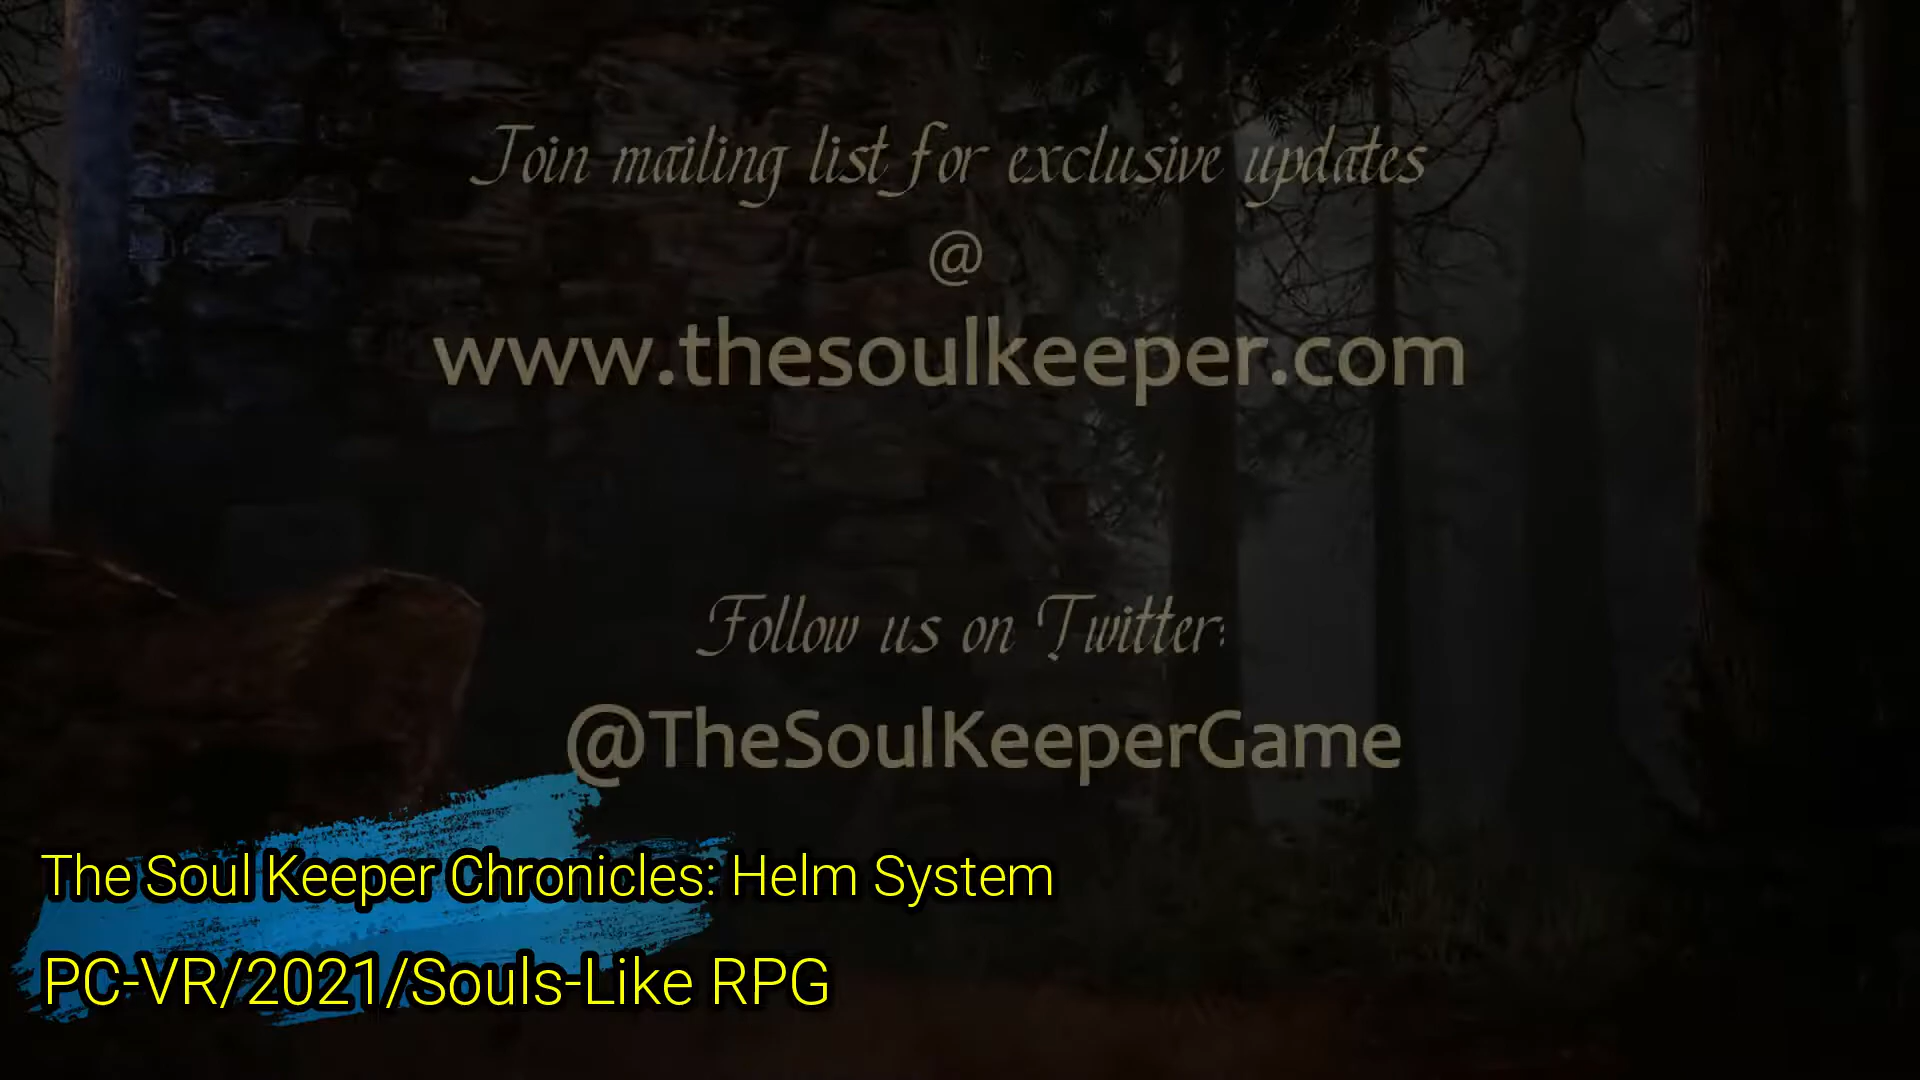 Join mailing list for exclusive updates
@
www.thesoulkeeper.com
Follow us on Twitter:
@TheSoulKeeperGame
The Soul Keeper Chronicles: Helm System
PC-VR/2021/Souls-Like RPG